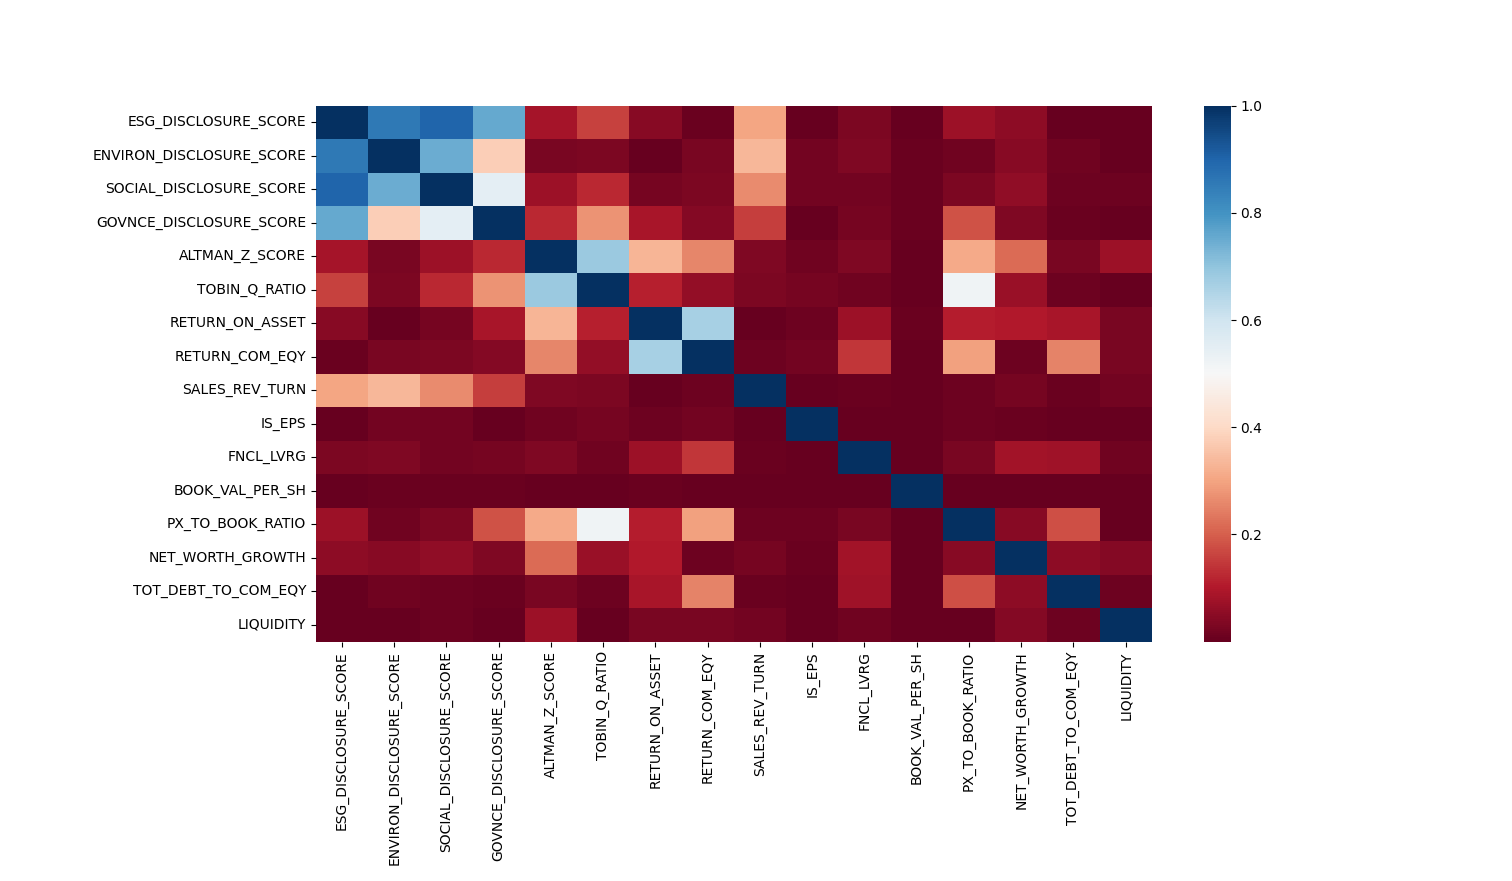 ESG_DISCLOSURE_SCORE
ENVIRON_DISCLOSURE_SCORE
SOCIAL_DISCLOSURE_SCORE
GOVNCE_DISCLOSURE_SCORE
ALTMAN_Z_SCORE
TOBIN_Q_RATIO
RETURN_ON_ASSET
RETURN_COM_EQY
SALES_REV_TURN
IS_EPS
FNCL_LVRG
BOOK_VAL_PER_SH
PX_TO_BOOK_RATIO
NET_WORTH_GROWTH
TOT_DEBT_TO_COM_EQY
LIQUIDITY
ESG_DISCLOSURE_SCORE
ENVIRON_DISCLOSURE_SCORE
SOCIAL_DISCLOSURE_SCORE
GOVNCE_DISCLOSURE_SCORE
ALTMAN_Z_SCORE
TOBIN_Q_RATIO
RETURN_ON_ASSET
RETURN_COM_EQY
SALES_REV_TURN
IS_EPS
FNCL_LVRG
BOOK_VAL_PER_SH
PX_TO_BOOK_RATIO
NET_WORTH_GROWTH
TOT_DEBT_TO_COM_EQY
LIQUIDITY
1.0
0.8
0.6
0.4
0.2